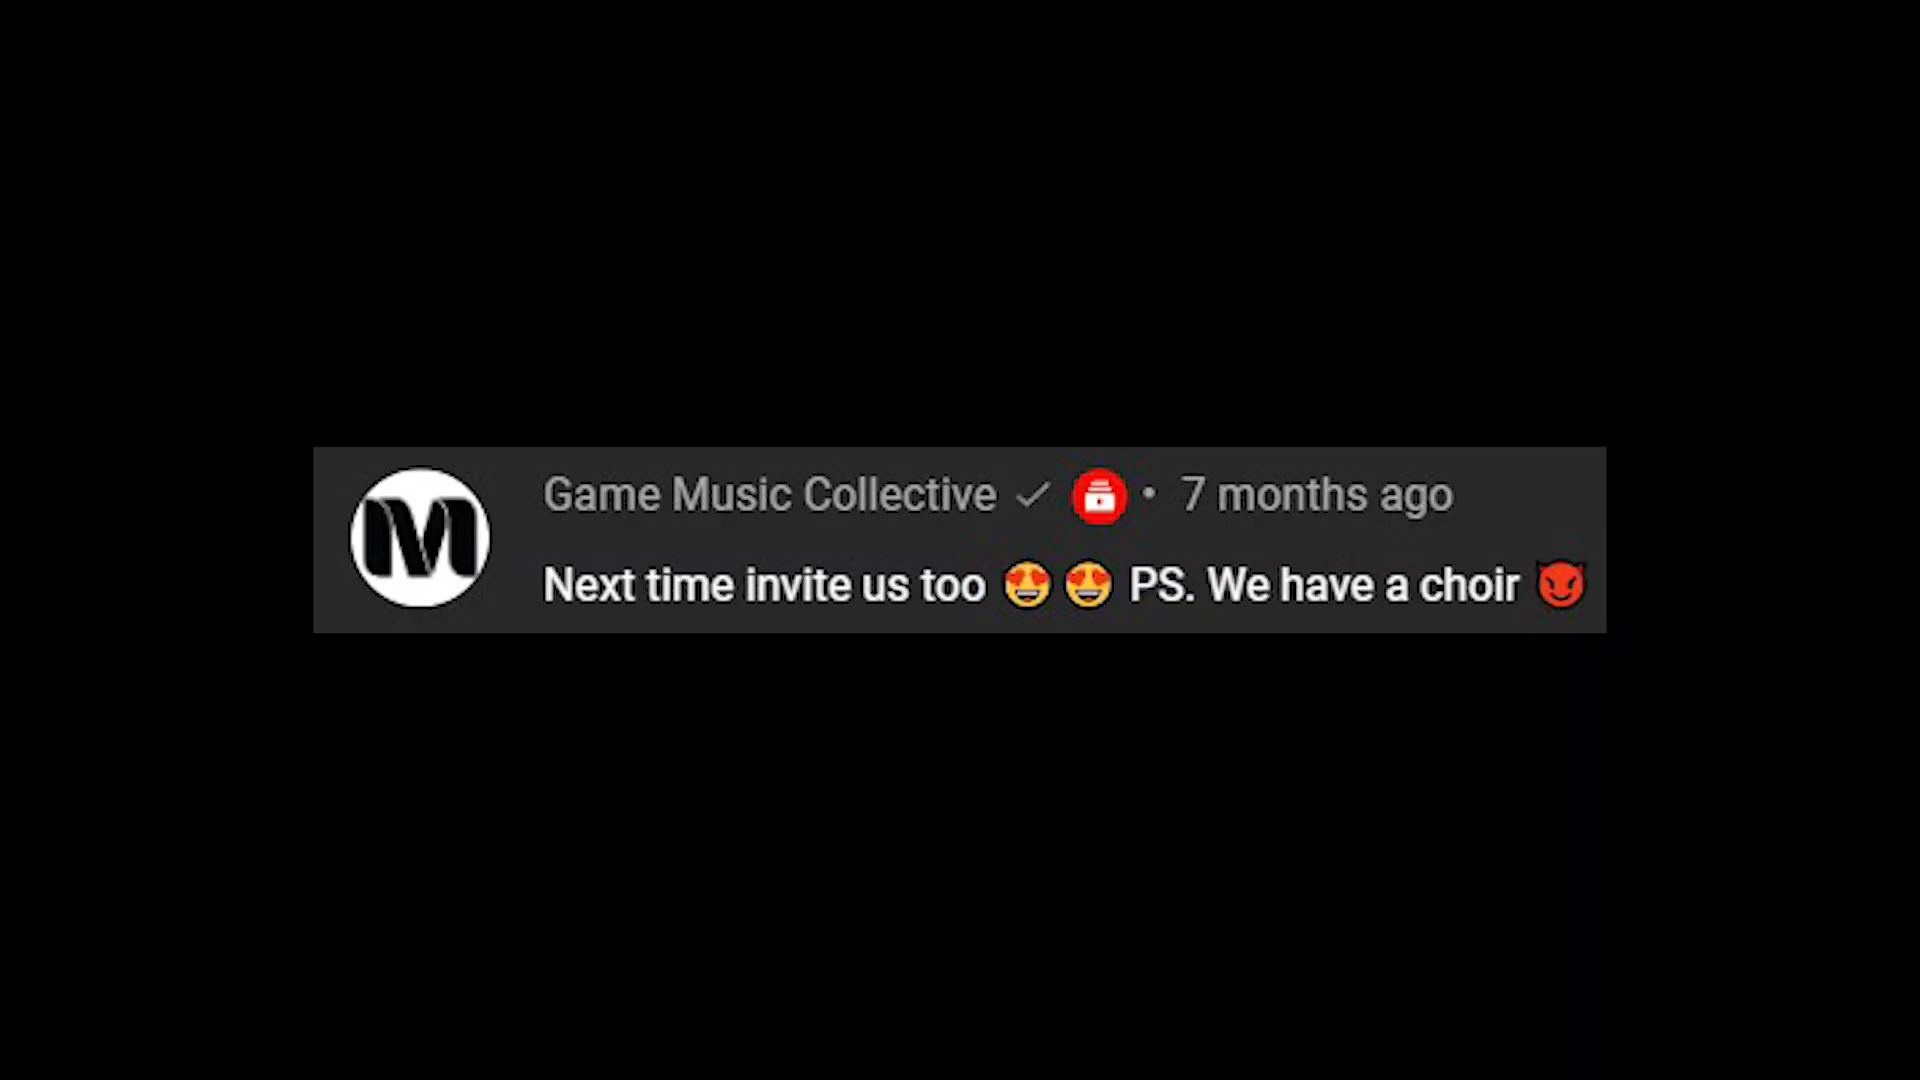 Game Music Collective ✓ • 7 months ago
Next time invite us too 😍 😍 PS. We have a choir 😈